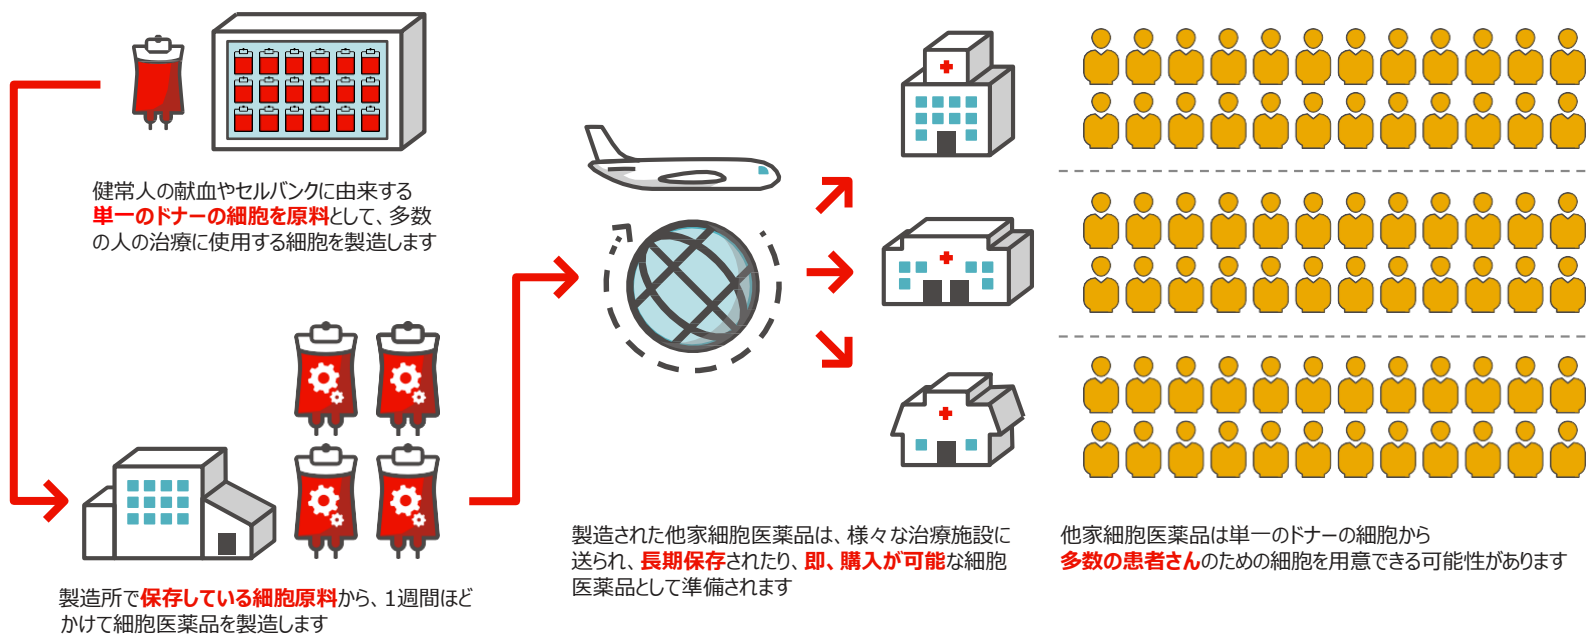 健常人の献血やセルバンクに由来する
単一のドナーの細胞を原料として、多数
の人の治療に使用する細胞を製造します
製造所で保存している細胞原料から、1週間ほど
かけて細胞医薬品を製造します
製造された他家細胞医薬品は、様々な治療施設に
送られ、長期保存されたり、即、購入が可能な細胞
医薬品として準備されます
他家細胞医薬品は単一のドナーの細胞から
多数の患者さんのための細胞を用意できる可能性があります